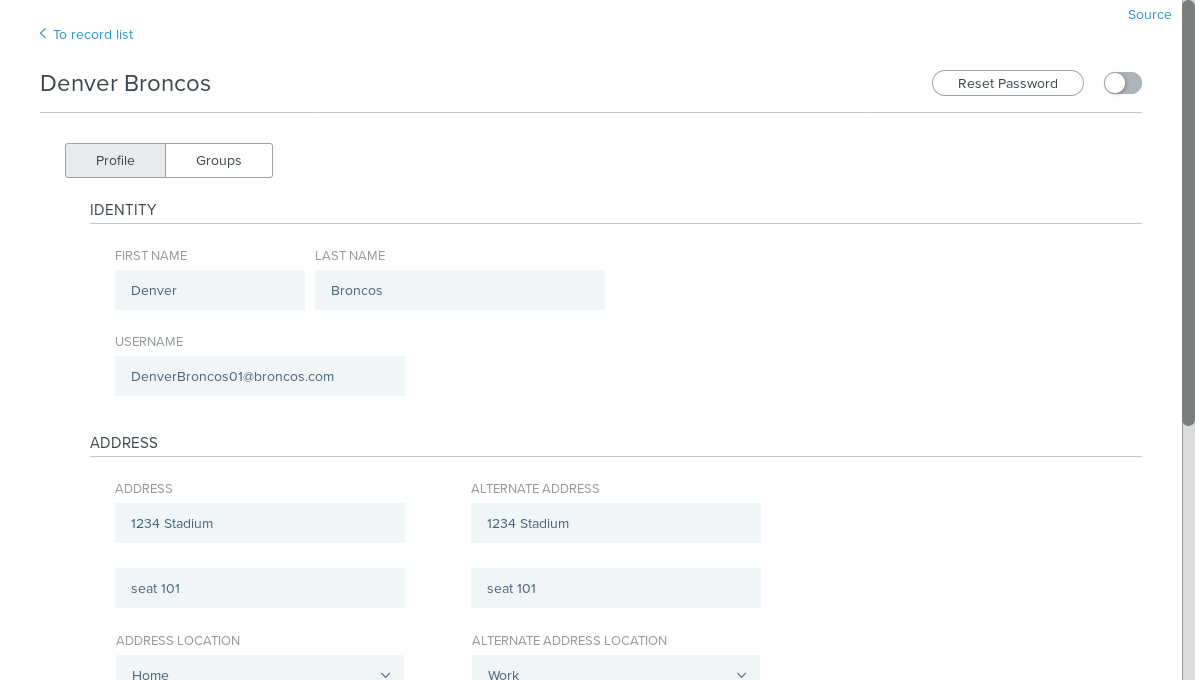 Source
To record list
Denver Broncos
Reset Password
Profile Groups
IDENTITY
FIRST NAME LAST NAME
Denver Broncos
USERNAME
DenverBroncos01@broncos.com
ADDRESS
ADDRESS ALTERNATE ADDRESS
1234 Stadium 1234 Stadium
seat 101 seat 101
ADDRESS LOCATION ALTERNATE ADDRESS LOCATION
Home Work